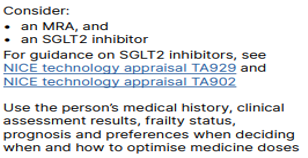 Consider:
• an MRA, and
• an SGLT2 inhibitor
For guidance on SGLT2 inhibitors, see
NICE technology appraisal TA929 and
NICE technology appraisal TA902
Use the person's medical history, clinical
assessment results, frailty status,
prognosis and preferences when deciding
when and how to optimise medicine doses